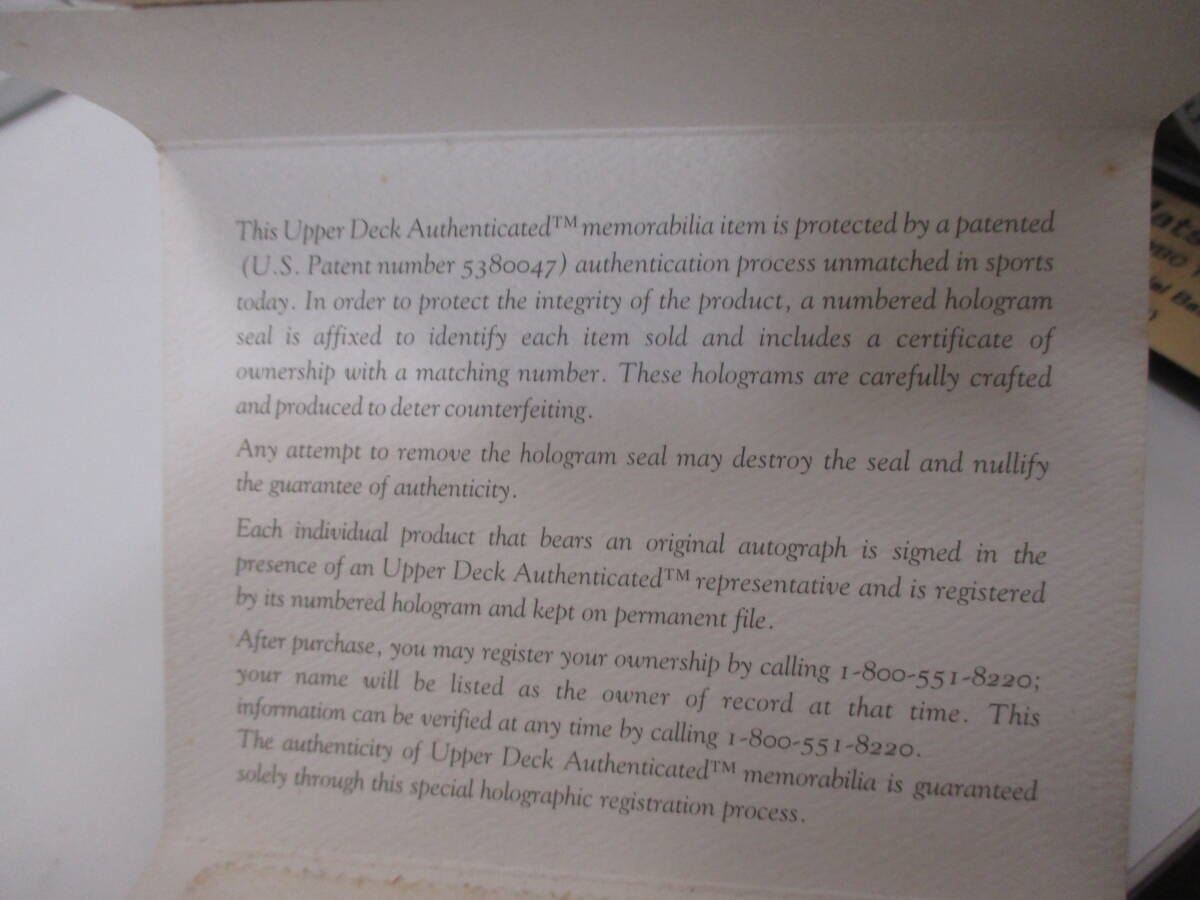 This Upper Deck Authenticated™ memorabilia item is protected by a patented
(U.S. Patent number 5380047) authentication process unmatched in sports
today. In order to protect the integrity of the product, a numbered hologram
seal is affixed to identify each item sold and includes a certificate of
ownership with a matching number. These holograms are carefully crafted
and produced to deter counterfeiting.
Any attempt to remove the hologram seal may destroy the seal and nullify
the guarantee of authenticity.
Each individual product that bears an original autograph is signed in the
presence of an Upper Deck Authenticated™ representative and is registered
by its numbered hologram and kept on permanent file.
After purchase, you may register your ownership by calling 1-800-551-8220;
your name will be listed as the owner of record at that time. This
information can be verified at any time by calling 1-800-551-8220.
The authenticity of Upper Deck Authenticated™ memorabilia is guaranteed
solely through this special holographic registration process.